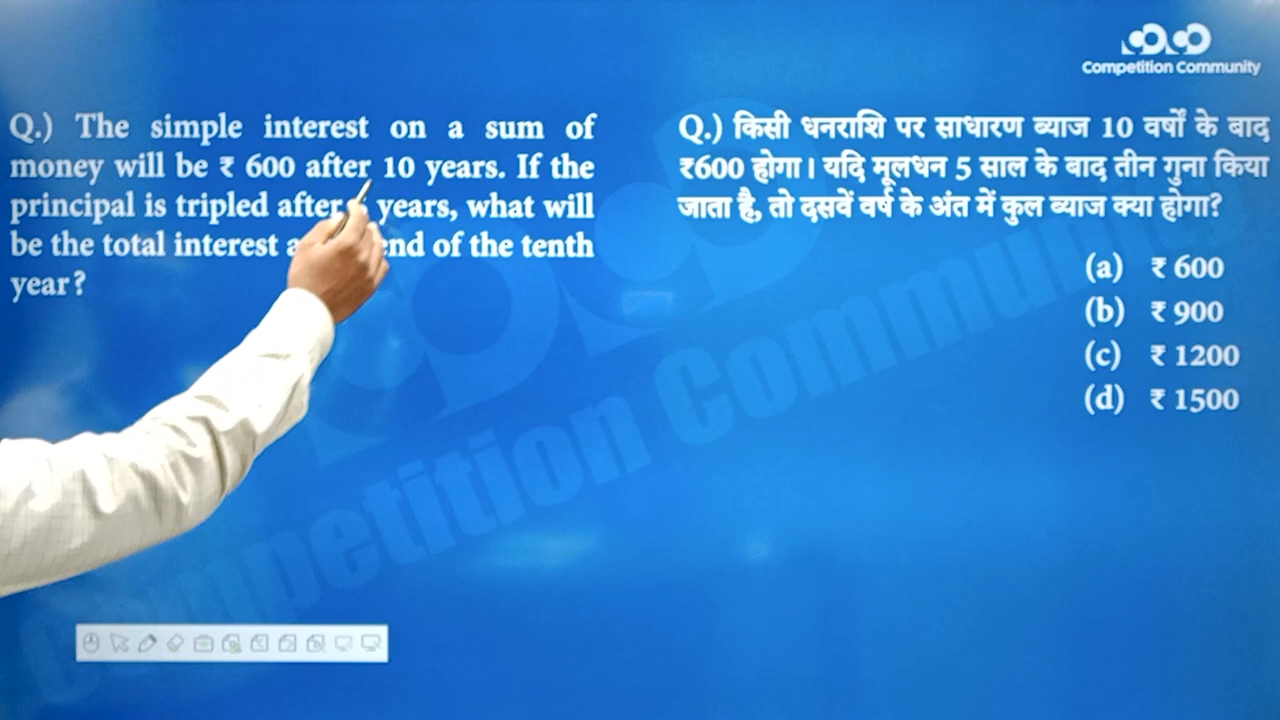 Competition Community
Q.) The simple interest on a sum of
money will be ₹ 600 after 10 years. If the
principal is tripled after years, what will
be the total interest end of the tenth
year?
Q.) किसी धनराशि पर साधारण ब्याज 10 वर्षों के बाद
₹600 होगा। यदि मूलधन 5 साल के बाद तीन गुना किया
जाता है, तो दसवें वर्ष के अंत में कुल ब्याज क्या होगा?
(a) ₹ 600
(b) ₹ 900
(c) ₹ 1200
(d) ₹ 1500
Competition Community